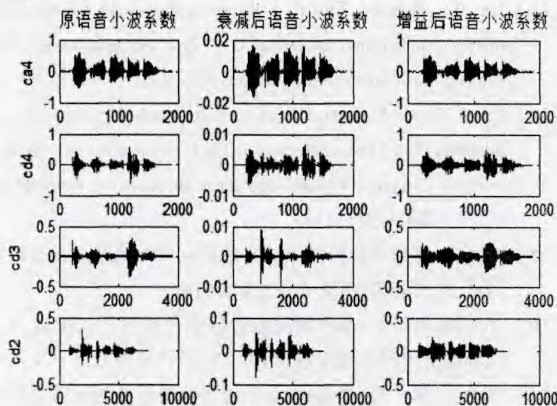 原语音小波系数 衰减后语音小波系数 增益后语音小波系数
ca4 1 0 -1 0 1000 2000 0.02 0 -0.02 0 1000 2000 1 0 -1 0 1000 2000
cd4 1 0 -1 0 1000 2000 0.01 0 -0.01 0 1000 2000 1 0 -1 0 1000 2000
cd3 0.5 0 -0.5 0 2000 4000 0.01 0 -0.01 0 2000 4000 0.5 0 0.5 0 2000 4000
cd2 0.5 0 -0.5 0 5000 10000 0.1 0 -0.1 0 5000 10000 0.5 0 -0.5 0 5000 10000